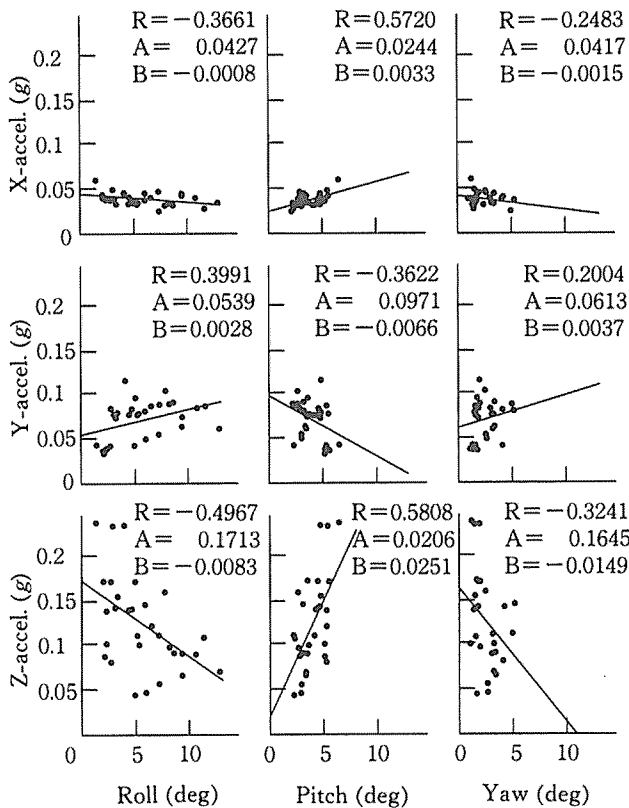 R=−0.3661
A= 0.0427
B=−0.0008
R=0.5720
A=0.0244
B=0.0033
R=−0.2483
A= 0.0417
B=−0.0015
X-accel. (g)
0.2
0.15
0.1
0.05
0
R=0.3991
A=0.0539
B=0.0028
R=−0.3622
A= 0.0971
B=−0.0066
R=0.2004
A=0.0613
B=0.0037
Y-accel. (g)
0.2
0.15
0.1
0.05
0
R=−0.4967
A= 0.1713
B=−0.0083
R=0.5808
A=0.0206
B=0.0251
R=−0.3241
A= 0.1645
B=−0.0149
Z-accel. (g)
0.2
0.15
0.1
0.05
0 5 10
0 5 10
0 5 10
Roll (deg)
Pitch (deg)
Yaw (deg)